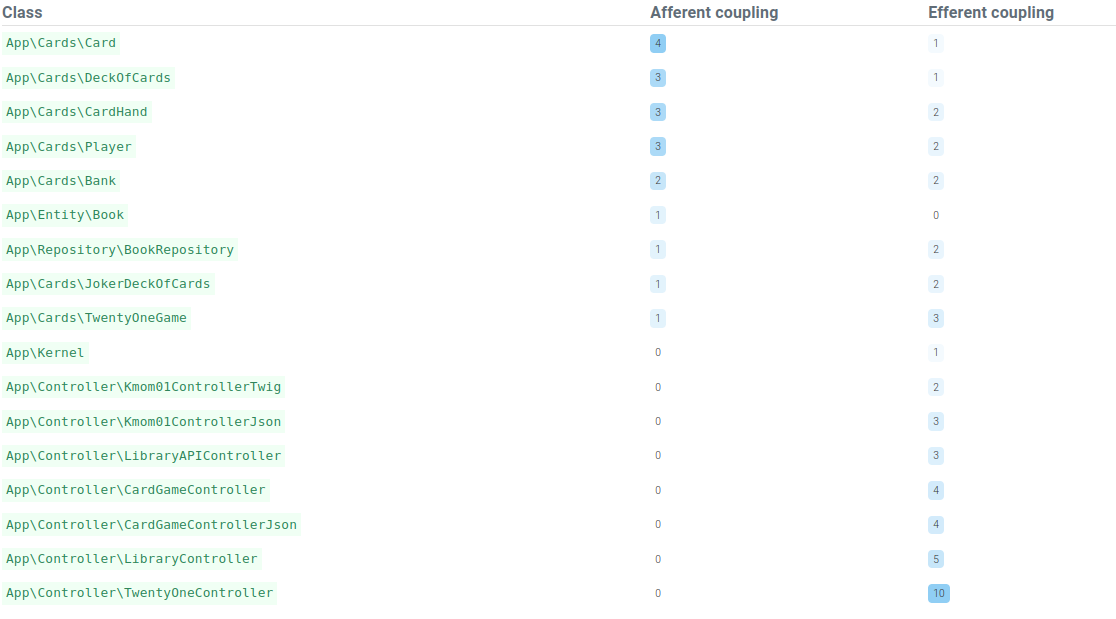 Class Afferent coupling Efferent coupling
App\Cards\Card 4 1
App\Cards\DeckOfCards 3 1
App\Cards\CardHand 3 2
App\Cards\Player 3 2
App\Cards\Bank 2 2
App\Entity\Book 1 0
App\Repository\BookRepository 1 2
App\Cards\JokerDeckOfCards 1 2
App\Cards\TwentyOneGame 1 3
App\Kernel 0 1
App\Controller\Kmom01ControllerTwig 0 2
App\Controller\Kmom01ControllerJson 0 3
App\Controller\LibraryAPIController 0 3
App\Controller\CardGameController 0 4
App\Controller\CardGameControllerJson 0 4
App\Controller\LibraryController 0 5
App\Controller\TwentyOneController 0 10